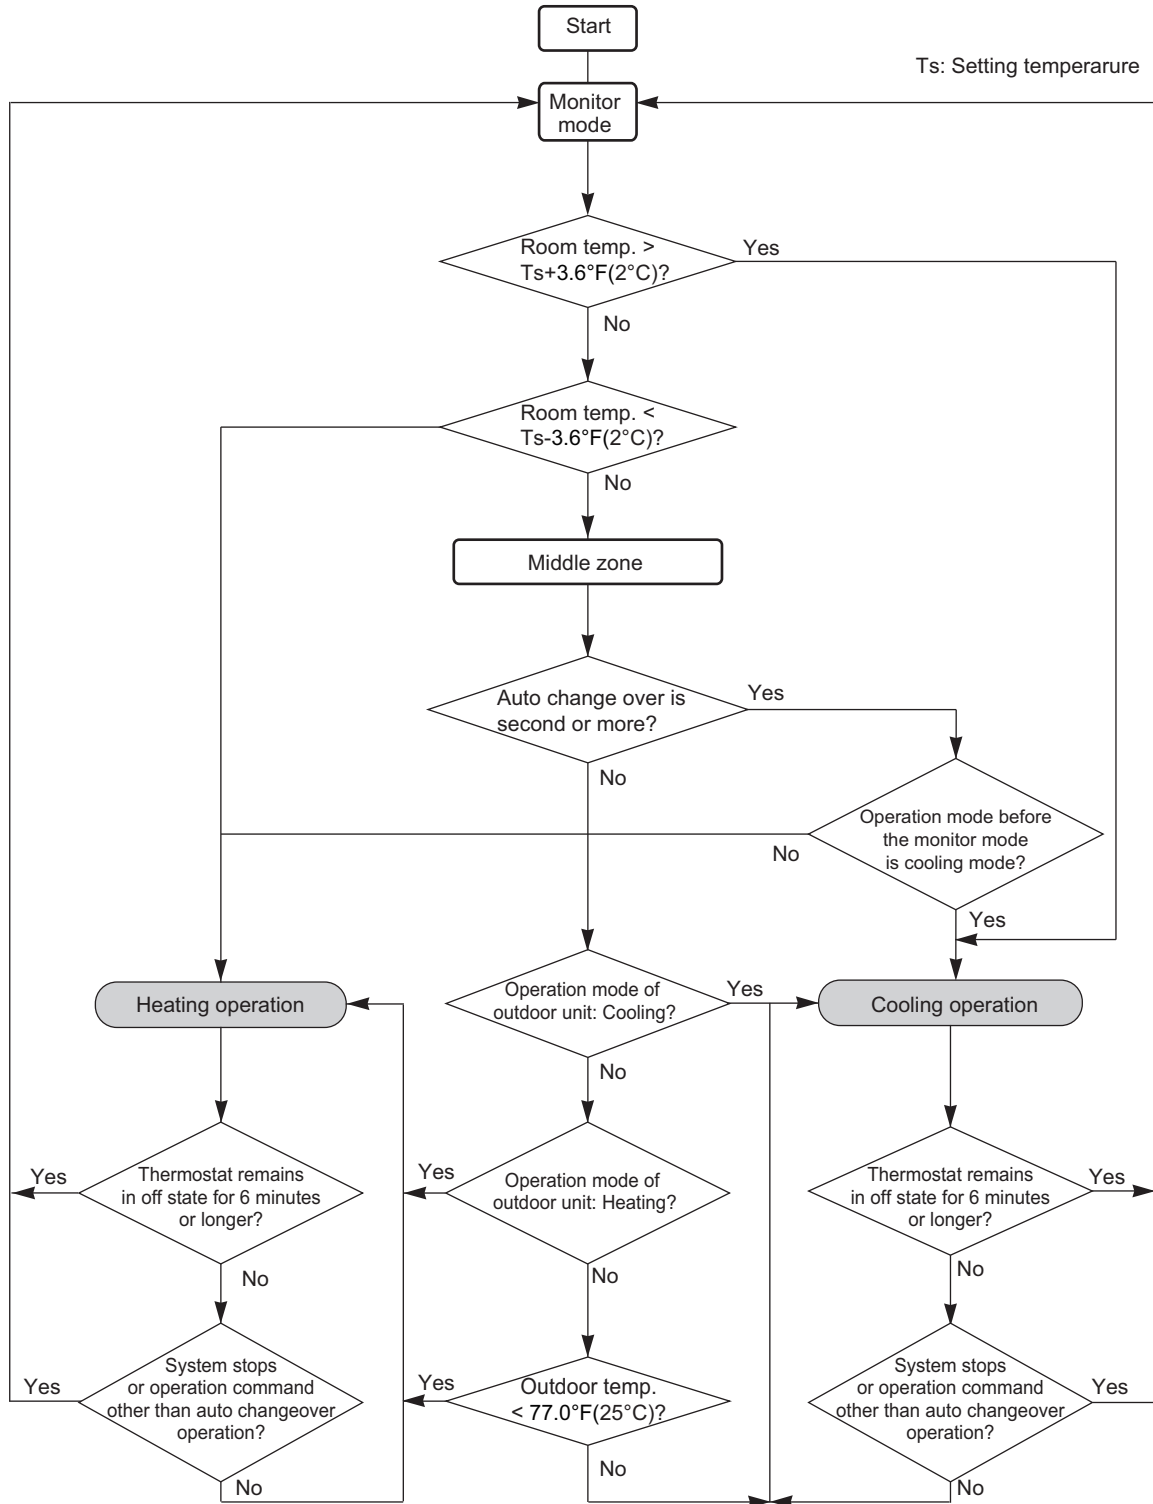 Start
Ts: Setting temperarure
Monitor
mode
Room temp. >
Ts+3.6°F(2°C)?
Yes
No
Room temp. <
Ts-3.6°F(2°C)?
No
Middle zone
Auto change over is
second or more?
Yes
No
Operation mode before
the monitor mode
is cooling mode?
No
Yes
Heating operation
Operation mode of
outdoor unit: Cooling?
Yes
Cooling operation
No
Yes
Thermostat remains
in off state for 6 minutes
or longer?
Yes
Operation mode of
outdoor unit: Heating?
Thermostat remains
in off state for 6 minutes
or longer?
Yes
No
No
No
Yes
System stops
or operation command
other than auto changeover
operation?
Yes
Outdoor temp.
< 77.0°F(25°C)?
System stops
or operation command
other than auto changeover
operation?
Yes
No
No
No